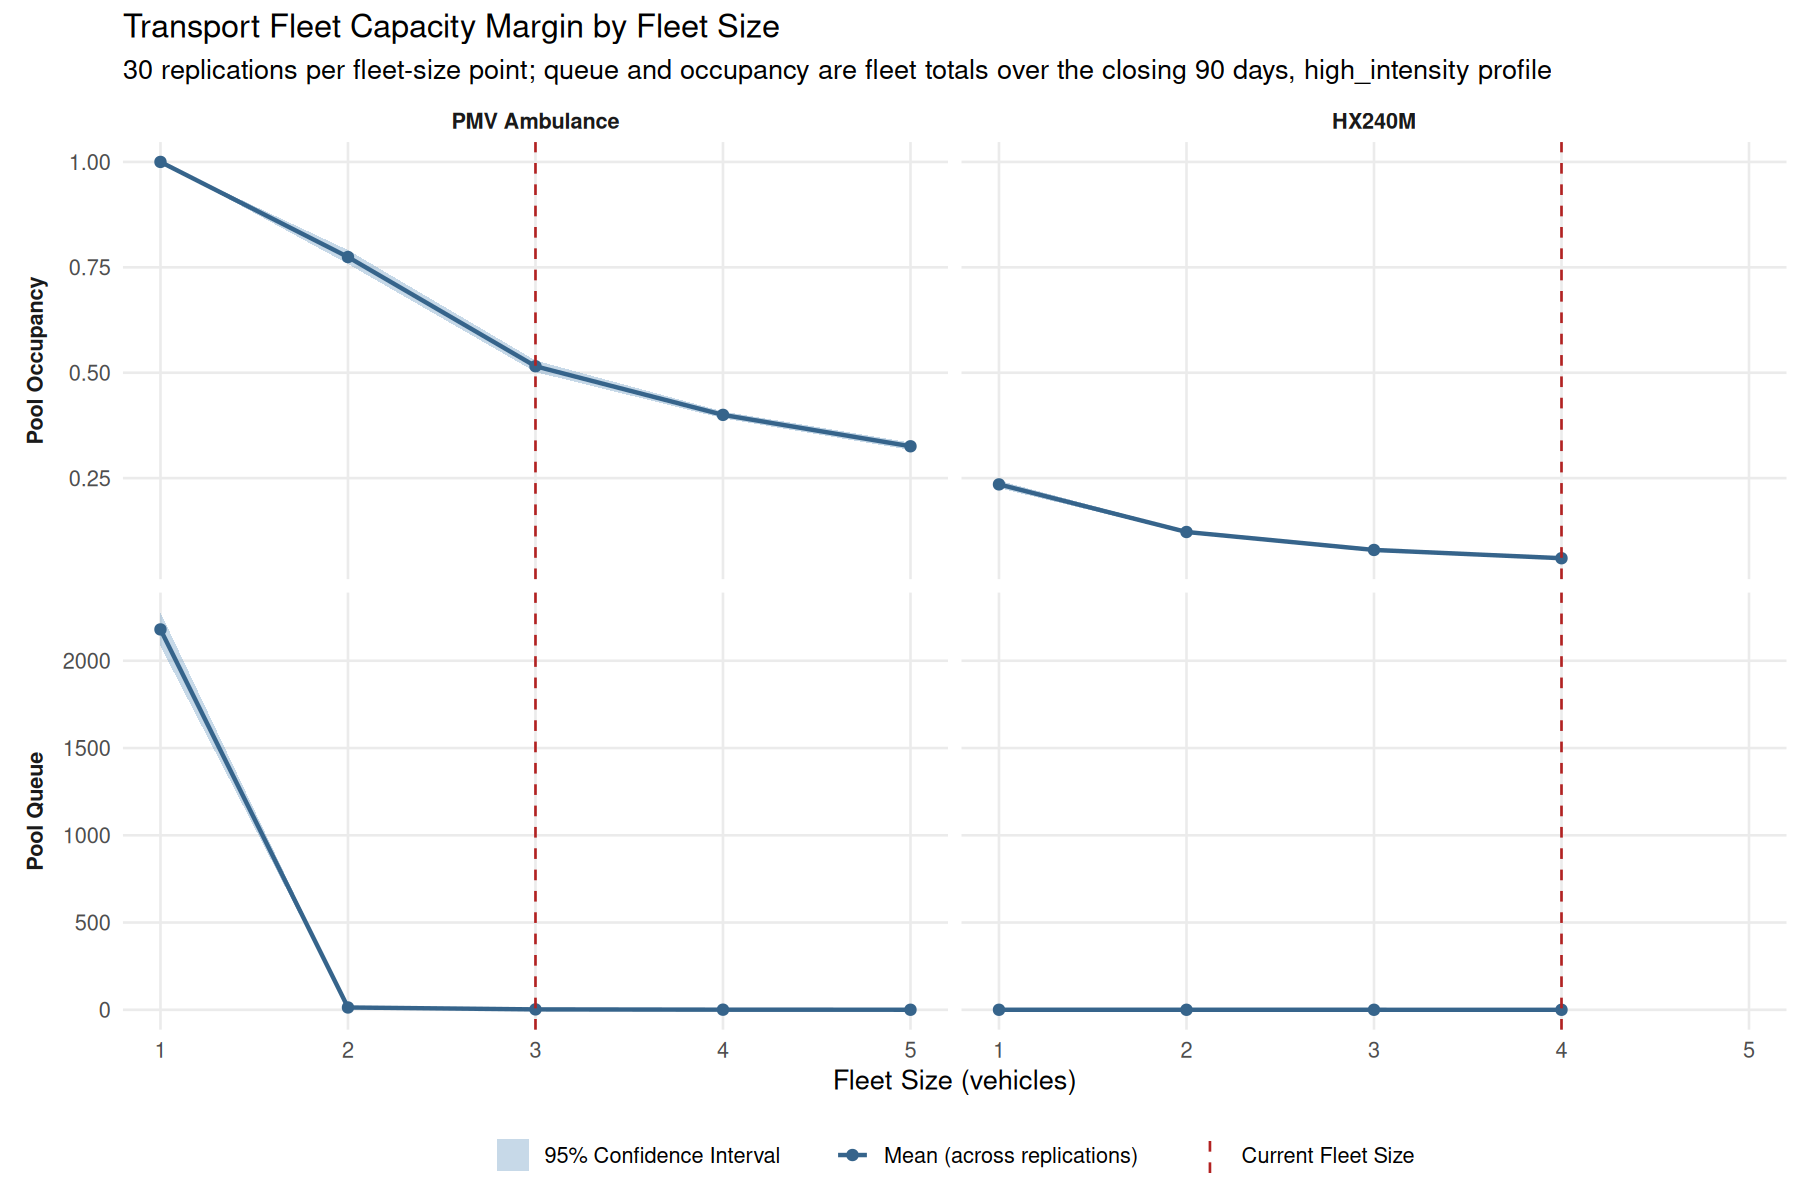 Transport Fleet Capacity Margin by Fleet Size
30 replications per fleet-size point; queue and occupancy are fleet totals over the closing 90 days, high_intensity profile
PMV Ambulance
HX240M
Pool Occupancy
1.00
0.75
0.50
0.25
Pool Queue
2000
1500
1000
500
0
1 2 3 4 5
1 2 3 4 5
Fleet Size (vehicles)
95% Confidence Interval
Mean (across replications)
Current Fleet Size